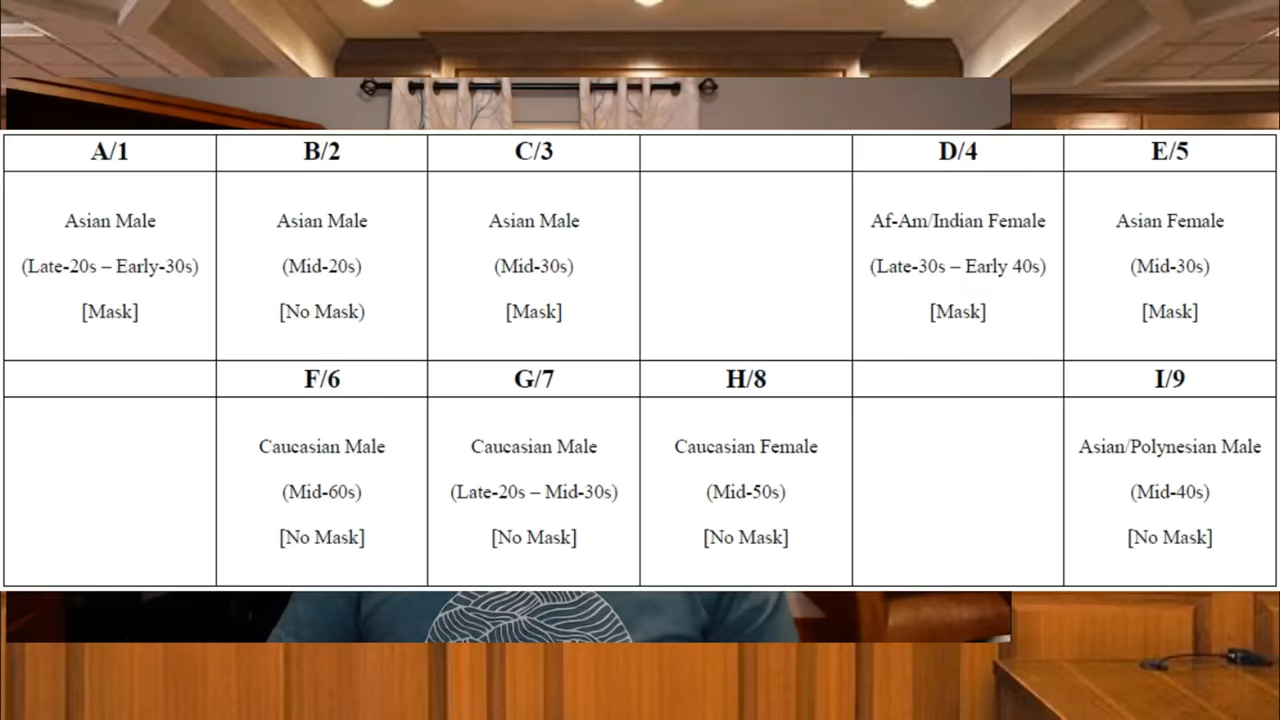 A/1 B/2 C/3 D/4 E/5
Asian Male Asian Male Asian Male Af-Am/Indian Female Asian Female
(Late-20s – Early-30s) (Mid-20s) (Mid-30s) (Late-30s – Early 40s) (Mid-30s)
[Mask] [No Mask) [Mask] [Mask] [Mask]
F/6 G/7 H/8 I/9
Caucasian Male Caucasian Male Caucasian Female Asian/Polynesian Male
(Mid-60s) (Late-20s – Mid-30s) (Mid-50s) (Mid-40s)
[No Mask] [No Mask] [No Mask] [No Mask]